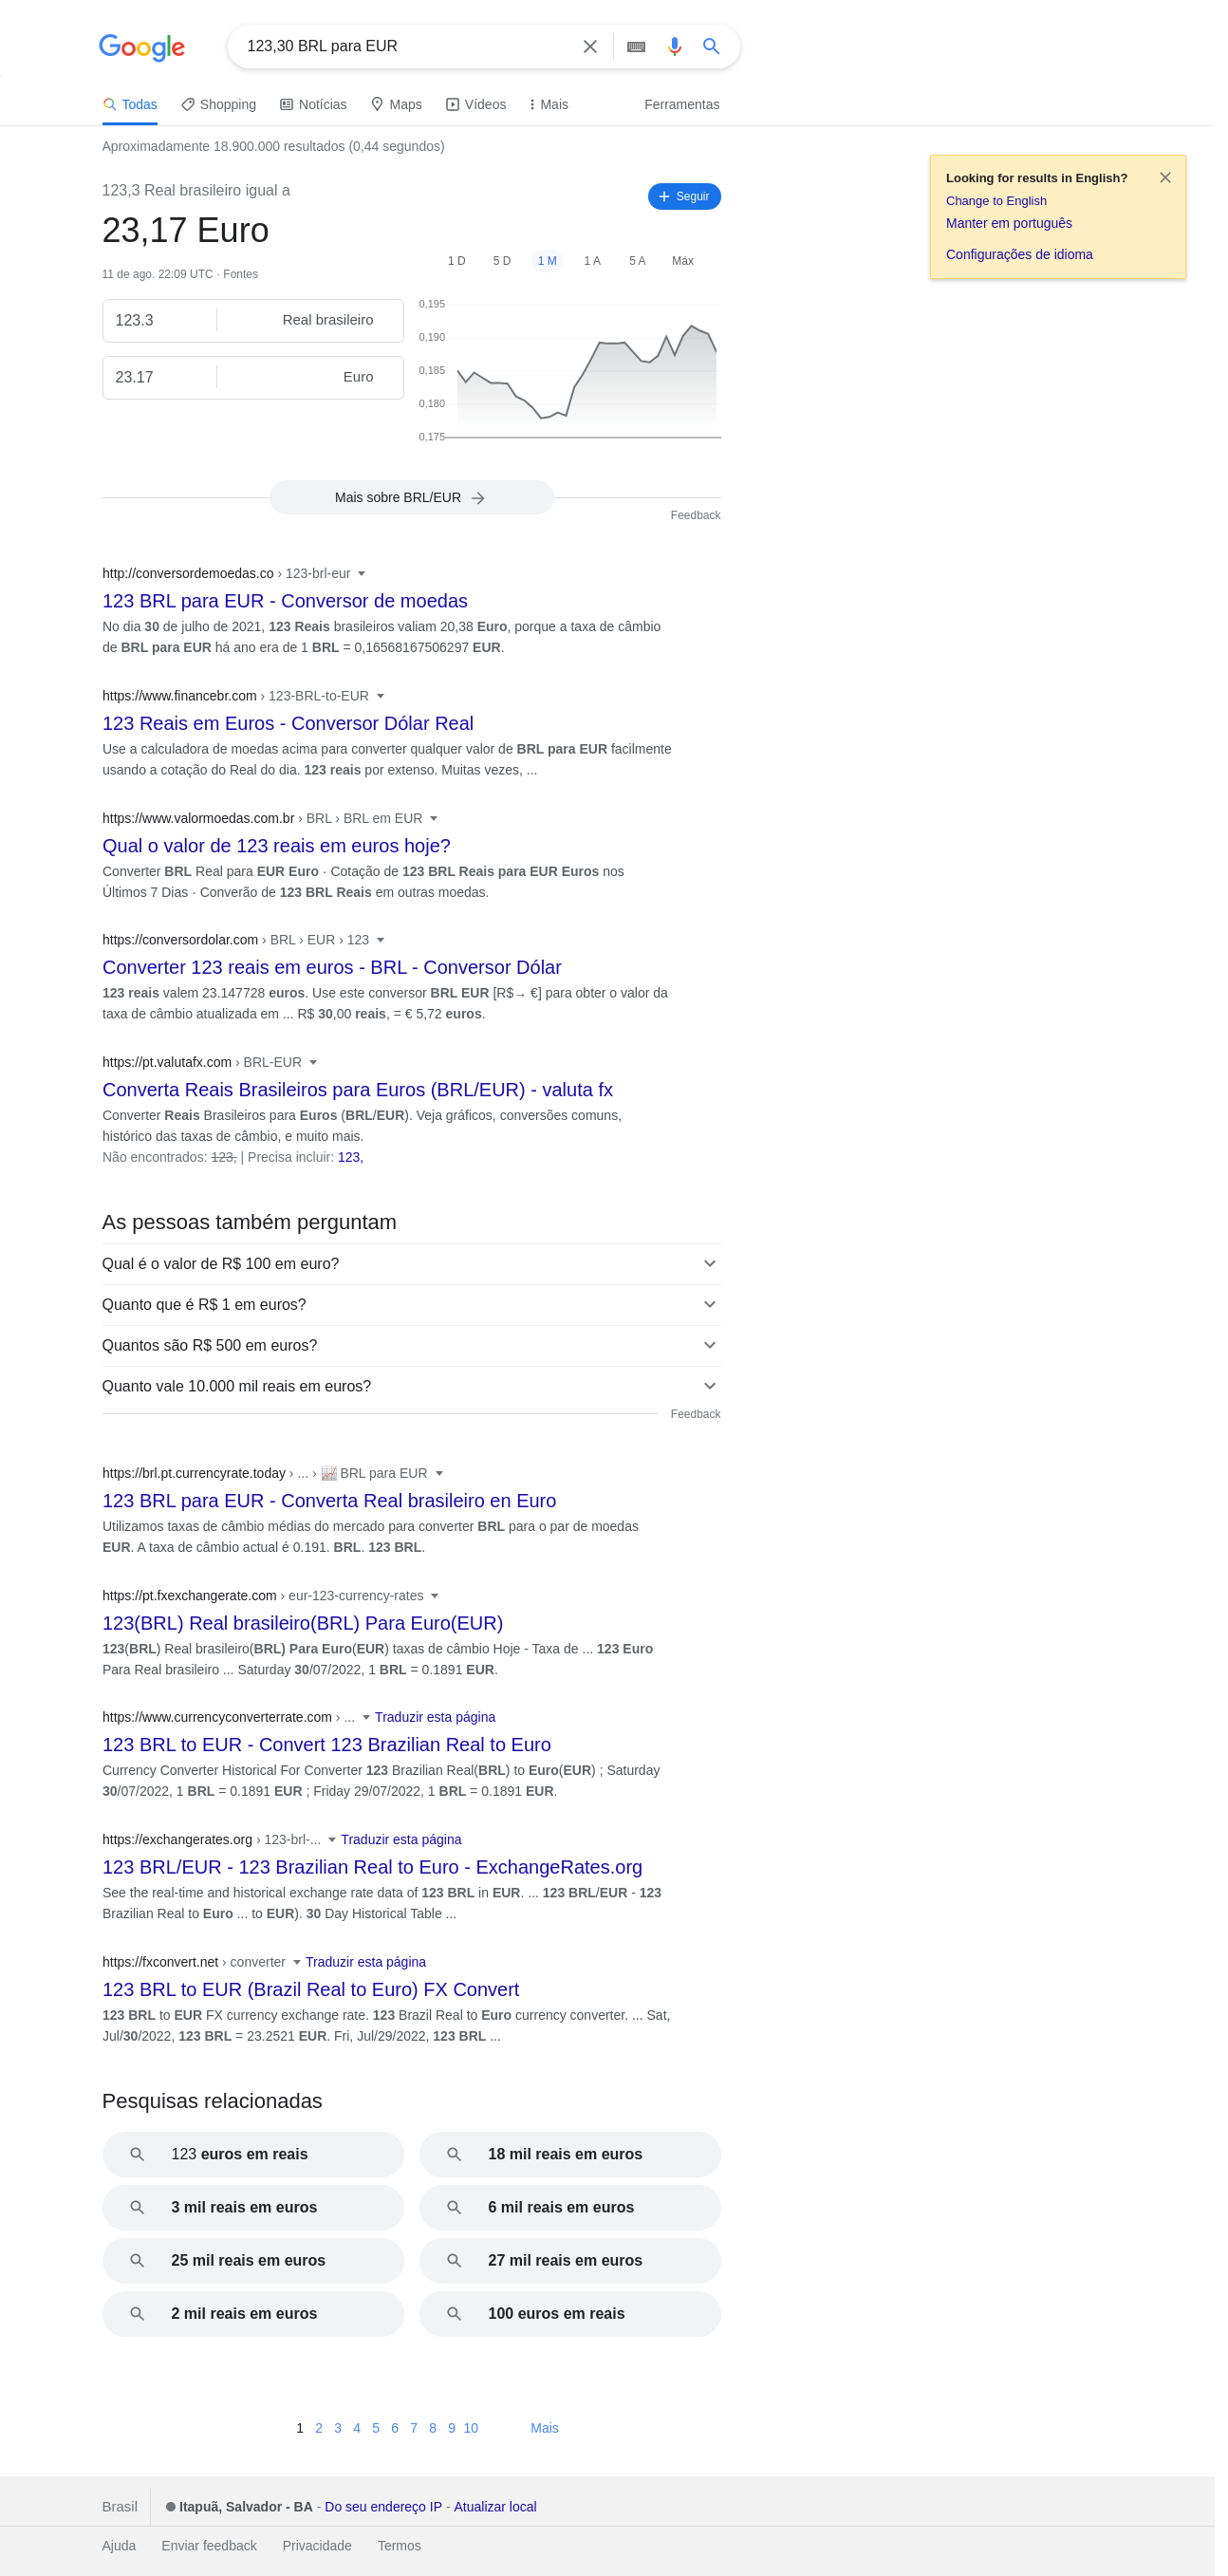 Google
123,30 BRL para EUR
Todas Shopping Notícias Maps Vídeos Mais Ferramentas
Aproximadamente 18.900.000 resultados (0,44 segundos)
Looking for results in English?
Change to English
Manter em português
Configurações de idioma
123,3 Real brasileiro igual a
Seguir
23,17 Euro
11 de ago. 22:09 UTC · Fontes
1 D 5 D 1 M 1 A 5 A Máx
123.3 Real brasileiro
23.17 Euro
0,195
0,190
0,185
0,180
0,175
Mais sobre BRL/EUR
Feedback
http://conversordemoedas.co › 123-brl-eur
123 BRL para EUR - Conversor de moedas
No dia 30 de julho de 2021, 123 Reais brasileiros valiam 20,38 Euro, porque a taxa de câmbio
de BRL para EUR há ano era de 1 BRL = 0,16568167506297 EUR.
https://www.financebr.com › 123-BRL-to-EUR
123 Reais em Euros - Conversor Dólar Real
Use a calculadora de moedas acima para converter qualquer valor de BRL para EUR facilmente
usando a cotação do Real do dia. 123 reais por extenso. Muitas vezes, ...
https://www.valormoedas.com.br › BRL › BRL em EUR
Qual o valor de 123 reais em euros hoje?
Converter BRL Real para EUR Euro · Cotação de 123 BRL Reais para EUR Euros nos
Últimos 7 Dias · Converão de 123 BRL Reais em outras moedas.
https://conversordolar.com › BRL › EUR › 123
Converter 123 reais em euros - BRL - Conversor Dólar
123 reais valem 23.147728 euros. Use este conversor BRL EUR [R$→ €] para obter o valor da
taxa de câmbio atualizada em ... R$ 30,00 reais, = € 5,72 euros.
https://pt.valutafx.com › BRL-EUR
Converta Reais Brasileiros para Euros (BRL/EUR) - valuta fx
Converter Reais Brasileiros para Euros (BRL/EUR). Veja gráficos, conversões comuns,
histórico das taxas de câmbio, e muito mais.
Não encontrados: 123, | Precisa incluir: 123,
As pessoas também perguntam
Qual é o valor de R$ 100 em euro?
Quanto que é R$ 1 em euros?
Quantos são R$ 500 em euros?
Quanto vale 10.000 mil reais em euros?
Feedback
https://brl.pt.currencyrate.today › ... › 📈 BRL para EUR
123 BRL para EUR - Converta Real brasileiro en Euro
Utilizamos taxas de câmbio médias do mercado para converter BRL para o par de moedas
EUR. A taxa de câmbio actual é 0.191. BRL. 123 BRL.
https://pt.fxexchangerate.com › eur-123-currency-rates
123(BRL) Real brasileiro(BRL) Para Euro(EUR)
123(BRL) Real brasileiro(BRL) Para Euro(EUR) taxas de câmbio Hoje - Taxa de ... 123 Euro
Para Real brasileiro ... Saturday 30/07/2022, 1 BRL = 0.1891 EUR.
https://www.currencyconverterrate.com › ... Traduzir esta página
123 BRL to EUR - Convert 123 Brazilian Real to Euro
Currency Converter Historical For Converter 123 Brazilian Real(BRL) to Euro(EUR) ; Saturday
30/07/2022, 1 BRL = 0.1891 EUR ; Friday 29/07/2022, 1 BRL = 0.1891 EUR.
https://exchangerates.org › 123-brl-... Traduzir esta página
123 BRL/EUR - 123 Brazilian Real to Euro - ExchangeRates.org
See the real-time and historical exchange rate data of 123 BRL in EUR. ... 123 BRL/EUR - 123
Brazilian Real to Euro ... to EUR). 30 Day Historical Table ...
https://fxconvert.net › converter Traduzir esta página
123 BRL to EUR (Brazil Real to Euro) FX Convert
123 BRL to EUR FX currency exchange rate. 123 Brazil Real to Euro currency converter. ... Sat,
Jul/30/2022, 123 BRL = 23.2521 EUR. Fri, Jul/29/2022, 123 BRL ...
Pesquisas relacionadas
123 euros em reais 18 mil reais em euros
3 mil reais em euros 6 mil reais em euros
25 mil reais em euros 27 mil reais em euros
2 mil reais em euros 100 euros em reais
1 2 3 4 5 6 7 8 9 10 Mais
Brasil Itapuã, Salvador - BA - Do seu endereço IP - Atualizar local
Ajuda Enviar feedback Privacidade Termos